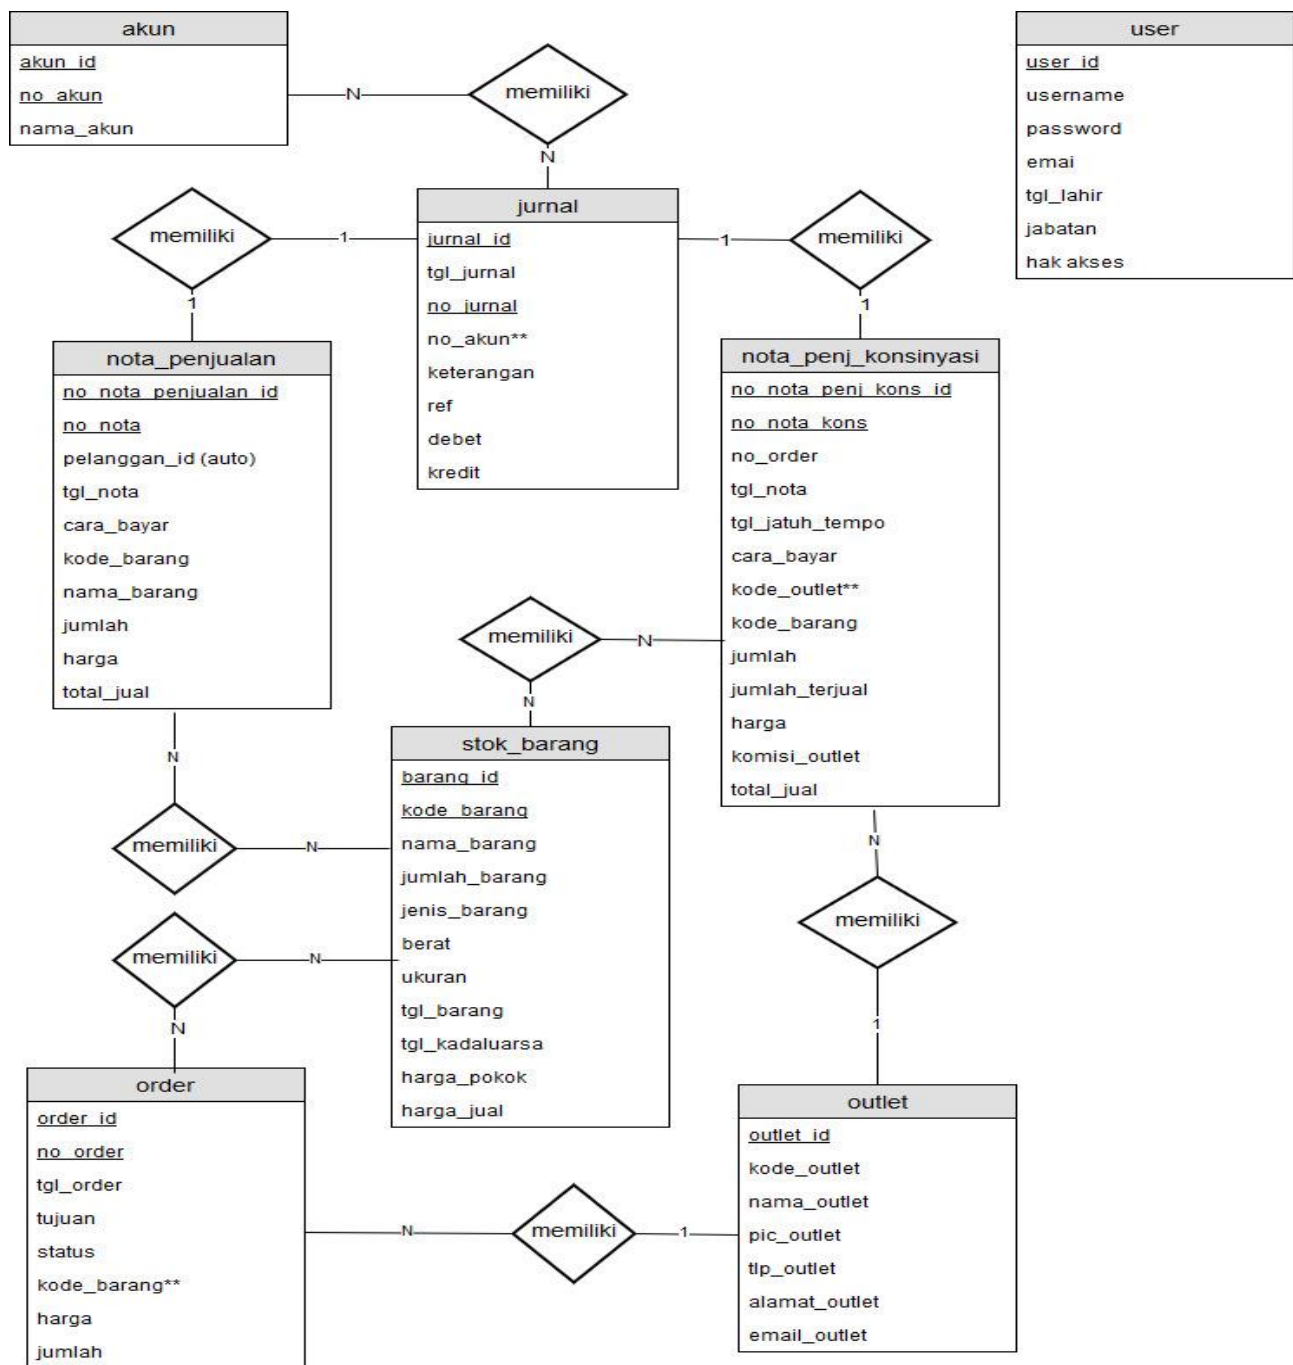 akun
akun_id
no_akun
nama_akun
N
memiliki
N
user
user_id
username
password
emai
tgl_lahir
jabatan
hak akses
memiliki
1
1
jurnal
jurnal_id
tgl_jurnal
no_jurnal
no_akun**
keterangan
ref
debet
kredit
1
memiliki
1
nota_penjualan
no_nota_penjualan_id
no_nota
pelanggan_id (auto)
tgl_nota
cara_bayar
kode_barang
nama_barang
jumlah
harga
total_jual
nota_penj_konsinyasi
no_nota_penj_kons_id
no_nota_kons
no_order
tgl_nota
tgl_jatuh_tempo
cara_bayar
kode_outlet**
kode_barang
jumlah
jumlah_terjual
harga
komisi_outlet
total_jual
memiliki
N
N
N
memiliki
N
stok_barang
barang_id
kode_barang
nama_barang
jumlah_barang
jenis_barang
berat
ukuran
tgl_barang
tgl_kadaluarsa
harga_pokok
harga_jual
memiliki
N
N
N
memiliki
1
order
order_id
no_order
tgl_order
tujuan
status
kode_barang**
harga
jumlah
N
memiliki
1
outlet
outlet_id
kode_outlet
nama_outlet
pic_outlet
tlp_outlet
alamat_outlet
email_outlet